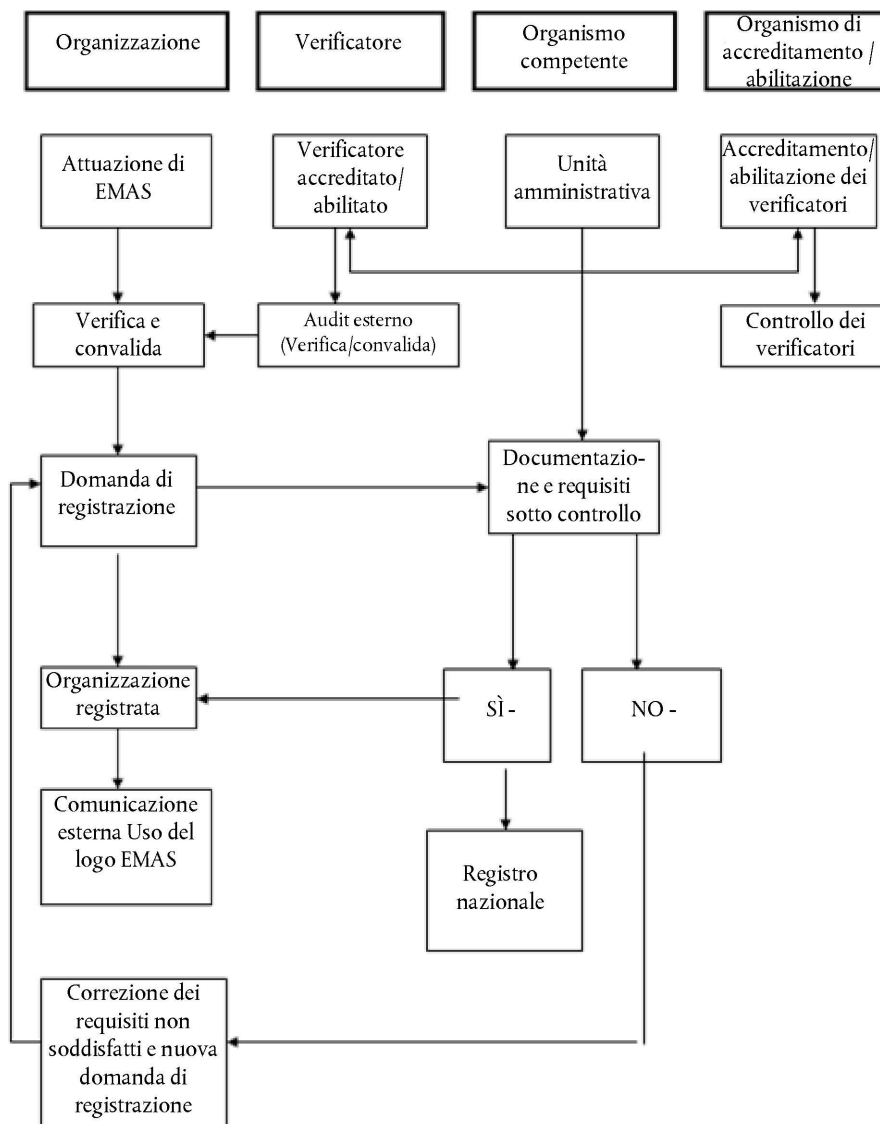 Organizzazione
Verificatore
Organismo
competente
Organismo di
accreditamento /
abilitazione
Attuazione di
EMAS
Verificatore
accreditato/
abilitato
Unità
amministrativa
Accreditamento/
abilitazione dei
verificatori
Verifica e
convalida
Audit esterno
(Verifica/convalida)
Controllo dei
verificatori
Domanda di
registrazione
Documentazio-
ne e requisiti
sotto controllo
Organizzazione
registrata
SÌ -
NO -
Comunicazione
esterna Uso del
logo EMAS
Registro
nazionale
Correzione dei
requisiti non
soddisfatti e nuova
domanda di
registrazione